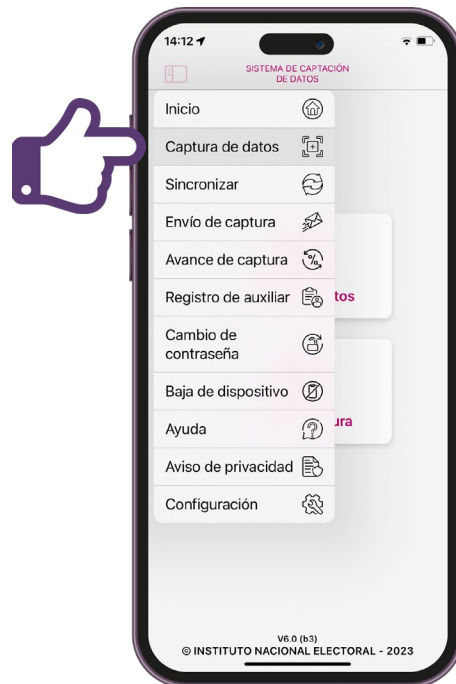 14:12
SISTEMA DE CAPTACIÓN
DE DATOS
Inicio
Captura de datos
Sincronizar
Envío de captura
Avance de captura
Registro de auxiliar
tos
Cambio de
contraseña
Baja de dispositivo
Ayuda
ura
Aviso de privacidad
Configuración
V6.0 (b3)
© INSTITUTO NACIONAL ELECTORAL - 2023